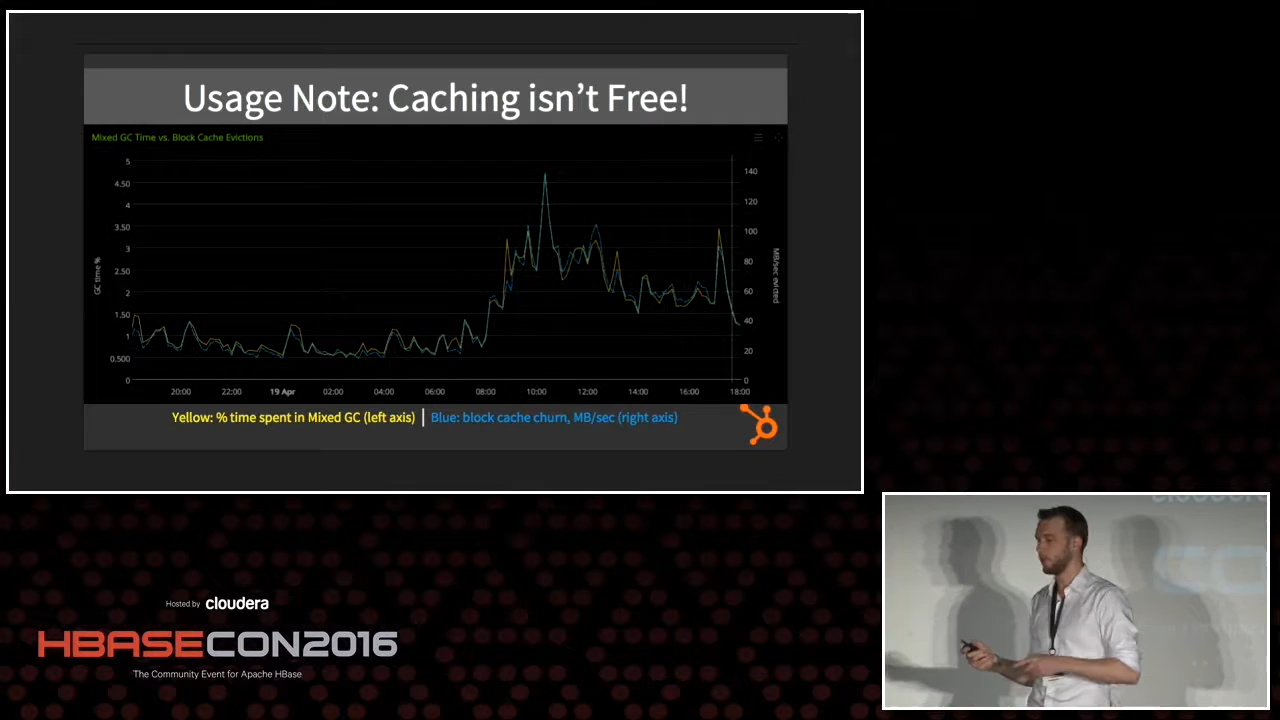 Usage Note: Caching isn't Free!
Mixed GC Time vs. Block Cache Evictions
5
4.50
4
3.50
3
2.50
2
1.50
1
0.500
0
GC time %
140
120
100
80
60
40
20
0
MB/sec evicted
20:00 22:00 19 Apr 02:00 04:00 06:00 08:00 10:00 12:00 14:00 16:00 18:00
Yellow: % time spent in Mixed GC (left axis) | Blue: block cache churn, MB/sec (right axis)
Hosted by cloudera
HBASECON2016
The Community Event for Apache HBase
cloudera
CO